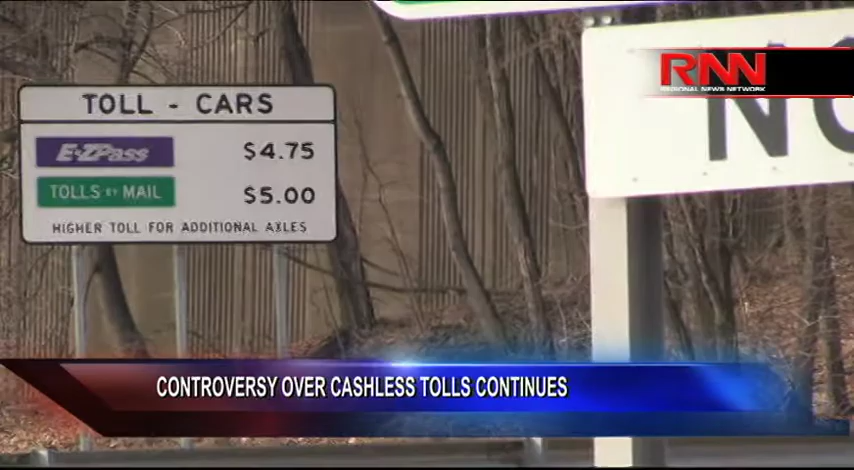 TOLL - CARS
E-ZPass $4.75
TOLLS BY MAIL $5.00
HIGHER TOLL FOR ADDITIONAL AXLES
RNN
REGIONAL NEWS NETWORK
NO
CONTROVERSY OVER CASHLESS TOLLS CONTINUES